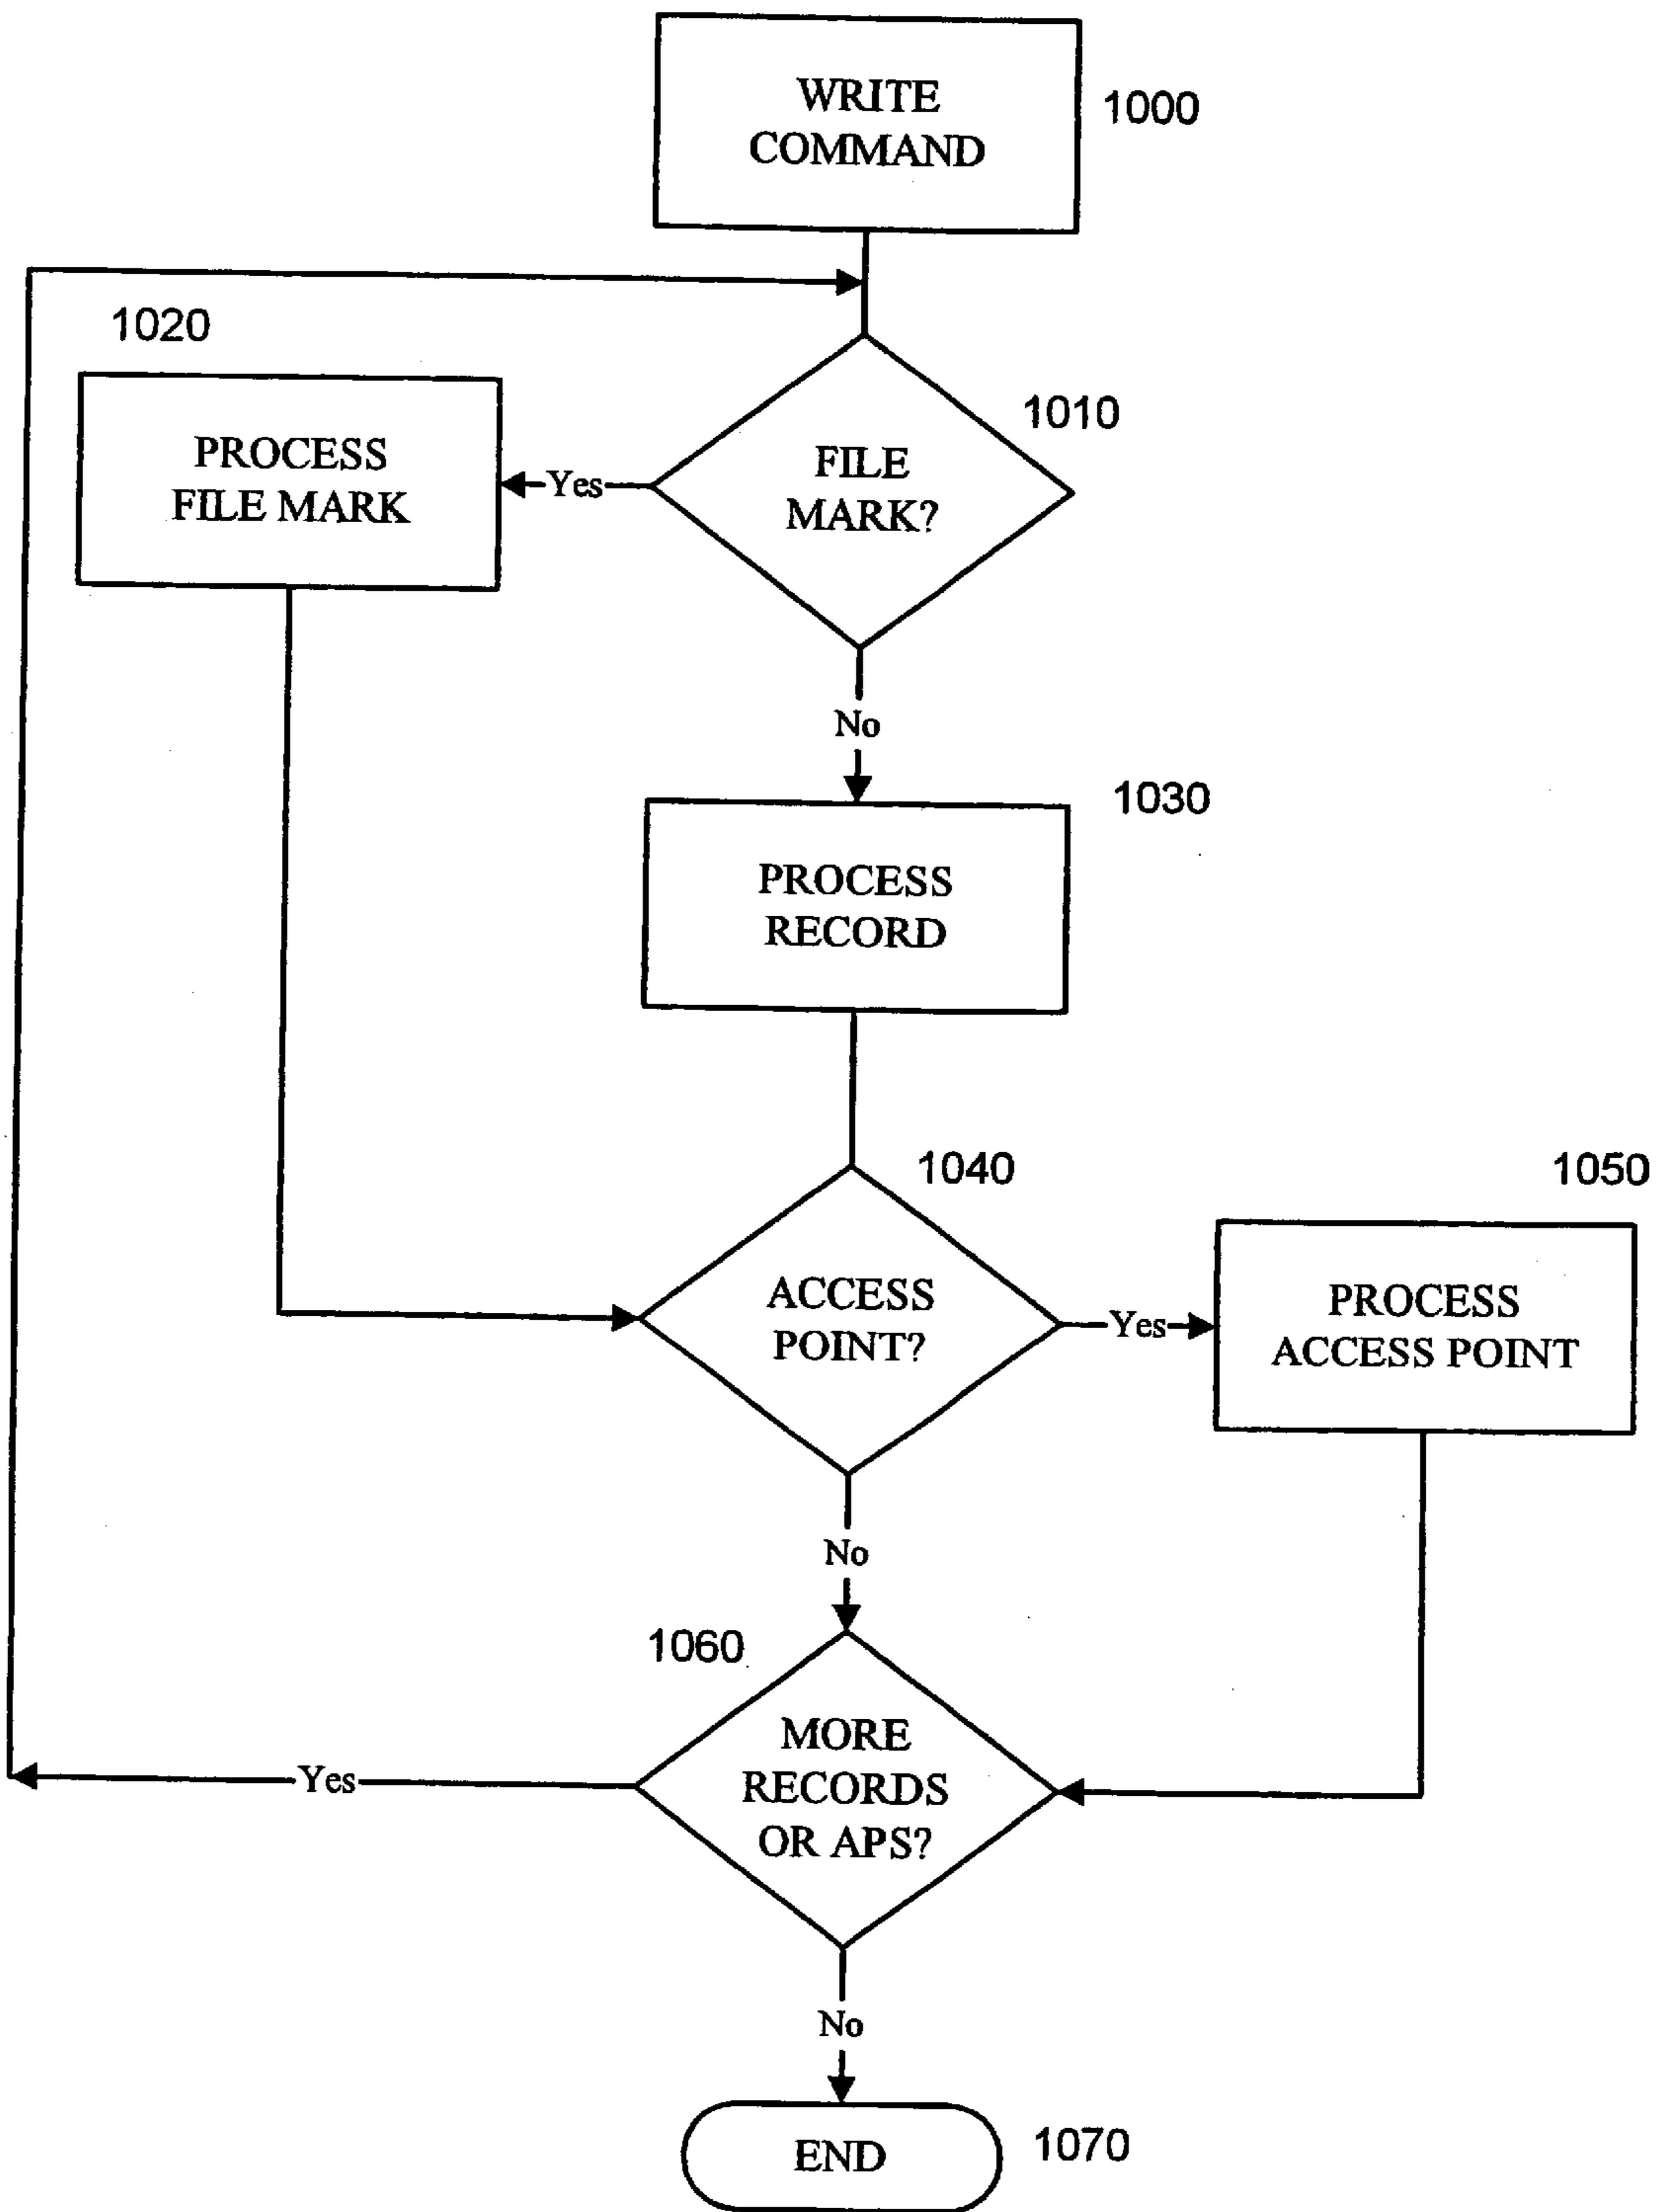 WRITE
COMMAND
1000
1020
1010
PROCESS
FILE MARK
Yes
FILE
MARK?
No
1030
PROCESS
RECORD
1040
1050
ACCESS
POINT?
Yes
PROCESS
ACCESS POINT
No
1060
MORE
RECORDS
OR APS?
Yes
No
END
1070